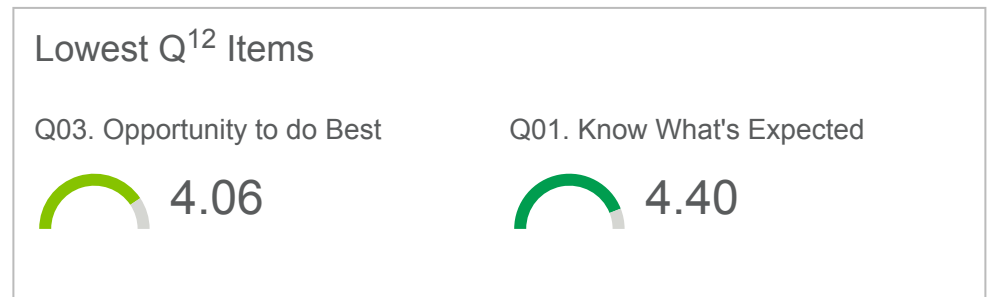 Lowest Q¹² Items
Q03. Opportunity to do Best
Q01. Know What's Expected
4.06
4.40